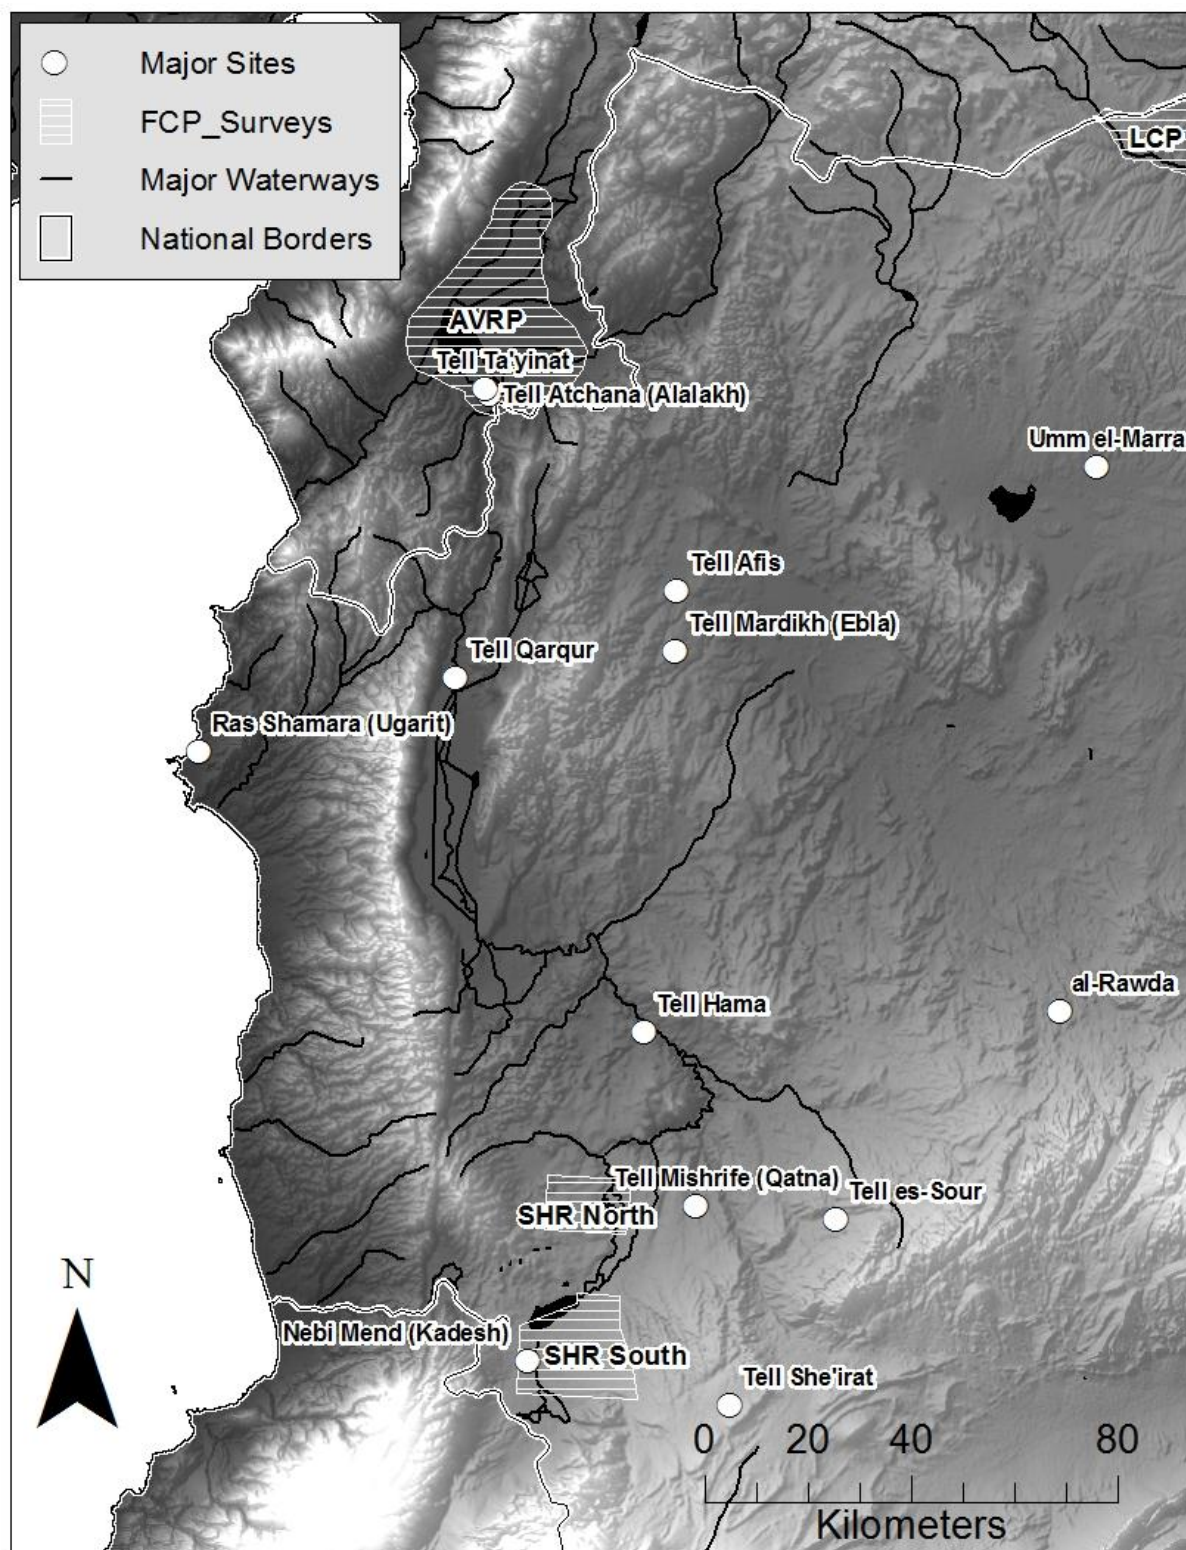 Major Sites
FCP_Surveys
Major Waterways
National Borders
LCP
AVRP
Tell Ta'yinat
Tell Atchana (Alalakh)
Umm el-Marra
Tell Afis
Tell Mardikh (Ebla)
Tell Qarqur
Ras Shamara (Ugarit)
al-Rawda
Tell Hama
Tell Mishrife (Qatna)
Tell es-Sour
SHR North
N
Nebi Mend (Kadesh)
SHR South
Tell She'irat
0 20 40 80
Kilometers